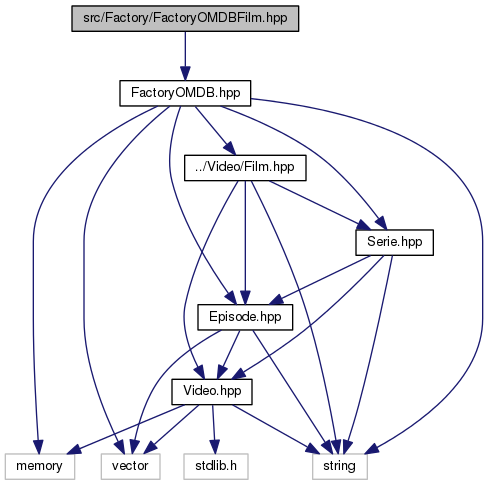 src/Factory/FactoryOMDBFilm.hpp
FactoryOMDB.hpp
../Video/Film.hpp
Serie.hpp
Episode.hpp
Video.hpp
memory
vector
stdlib.h
string